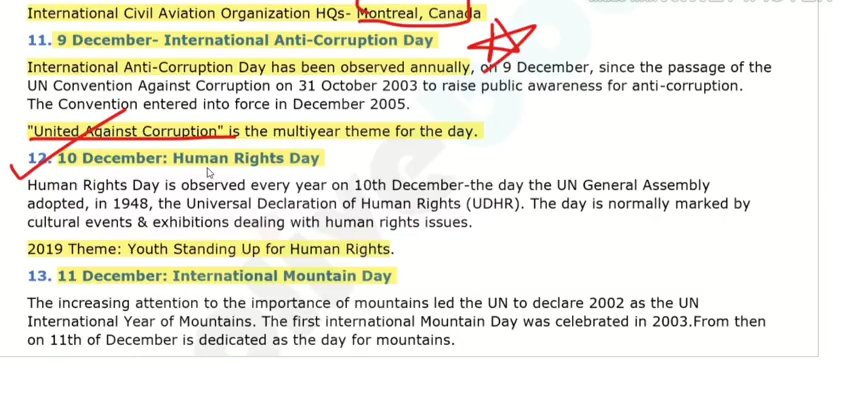 International Civil Aviation Organization HQs- Montreal, Canada
11. 9 December- International Anti-Corruption Day
International Anti-Corruption Day has been observed annually, on 9 December, since the passage of the
UN Convention Against Corruption on 31 October 2003 to raise public awareness for anti-corruption.
The Convention entered into force in December 2005.
"United Against Corruption" is the multiyear theme for the day.
12. 10 December: Human Rights Day
Human Rights Day is observed every year on 10th December-the day the UN General Assembly
adopted, in 1948, the Universal Declaration of Human Rights (UDHR). The day is normally marked by
cultural events & exhibitions dealing with human rights issues.
2019 Theme: Youth Standing Up for Human Rights.
13. 11 December: International Mountain Day
The increasing attention to the importance of mountains led the UN to declare 2002 as the UN
International Year of Mountains. The first international Mountain Day was celebrated in 2003.From then
on 11th of December is dedicated as the day for mountains.